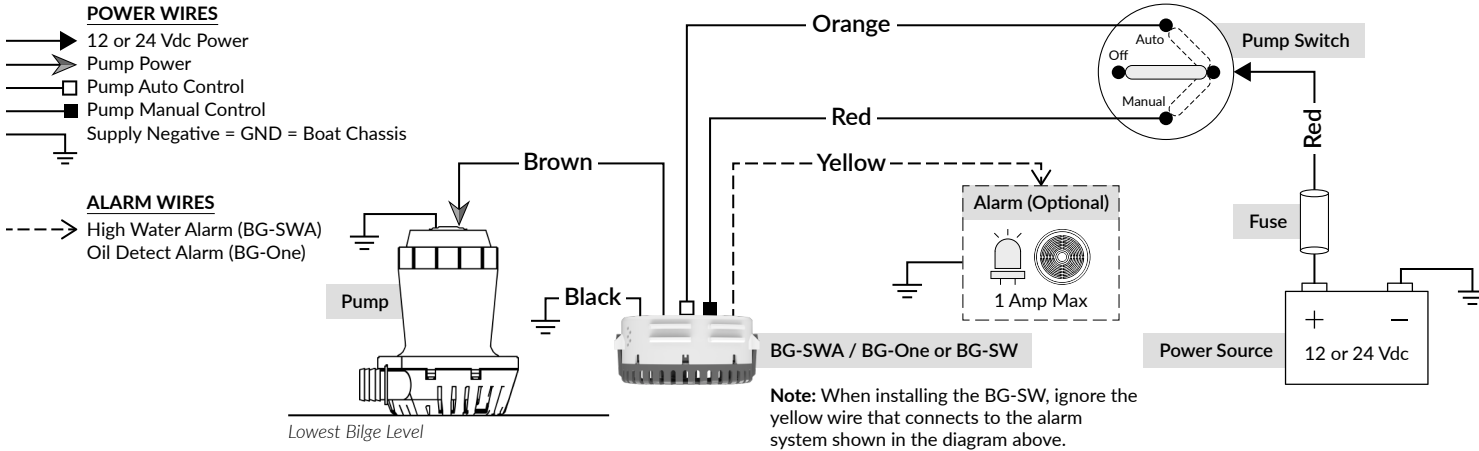 POWER WIRES
12 or 24 Vdc Power
Pump Power
Pump Auto Control
Pump Manual Control
Supply Negative = GND = Boat Chassis
ALARM WIRES
High Water Alarm (BG-SWA)
Oil Detect Alarm (BG-One)
Orange
Auto
Off
Manual
Pump Switch
Red
Red
Brown
Yellow
Alarm (Optional)
1 Amp Max
Fuse
Pump
Black
BG-SWA / BG-One or BG-SW
Power Source
+ −
12 or 24 Vdc
Note: When installing the BG-SW, ignore the
yellow wire that connects to the alarm
system shown in the diagram above.
Lowest Bilge Level